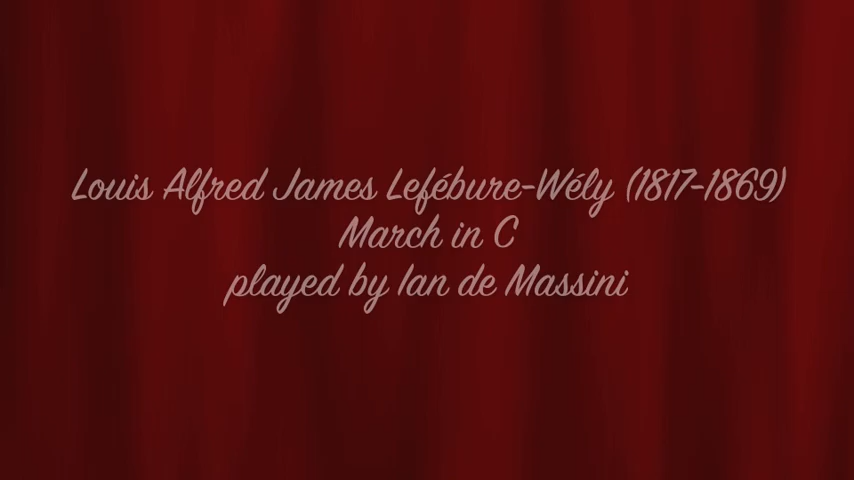 Louis Alfred James Lefébure-Wély (1817-1869)
March in C
played by Ian de Massini